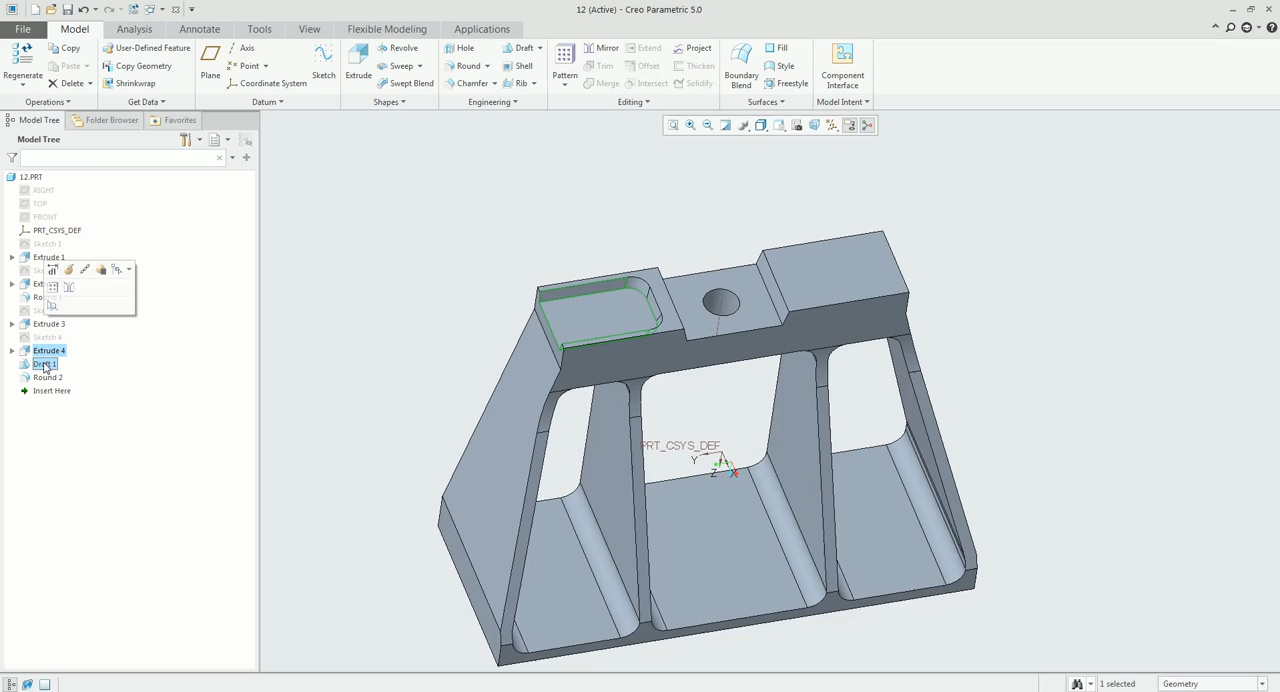 12 (Active) - Creo Parametric 5.0
File Model Analysis Annotate Tools View Flexible Modeling Applications
Regenerate
Copy
Paste
Delete
Operations
User-Defined Feature
Copy Geometry
Shrinkwrap
Get Data
Plane
Axis
Point
Coordinate System
Sketch
Datum
Extrude
Revolve
Sweep
Swept Blend
Shapes
Hole
Round
Chamfer
Draft
Shell
Rib
Engineering
Pattern
Mirror
Trim
Merge
Extend
Offset
Intersect
Project
Thicken
Solidify
Editing
Boundary
Blend
Fill
Style
Freestyle
Surfaces
Component
Interface
Model Intent
Model Tree Folder Browser Favorites
Model Tree
12.PRT
RIGHT
TOP
FRONT
PRT_CSYS_DEF
Sketch 1
Extrude 1
Extrude 3
Sketch 4
Extrude 4
Draft 1
Round 2
Insert Here
PRT_CSYS_DEF
Y
Z
X
1 selected
Geometry